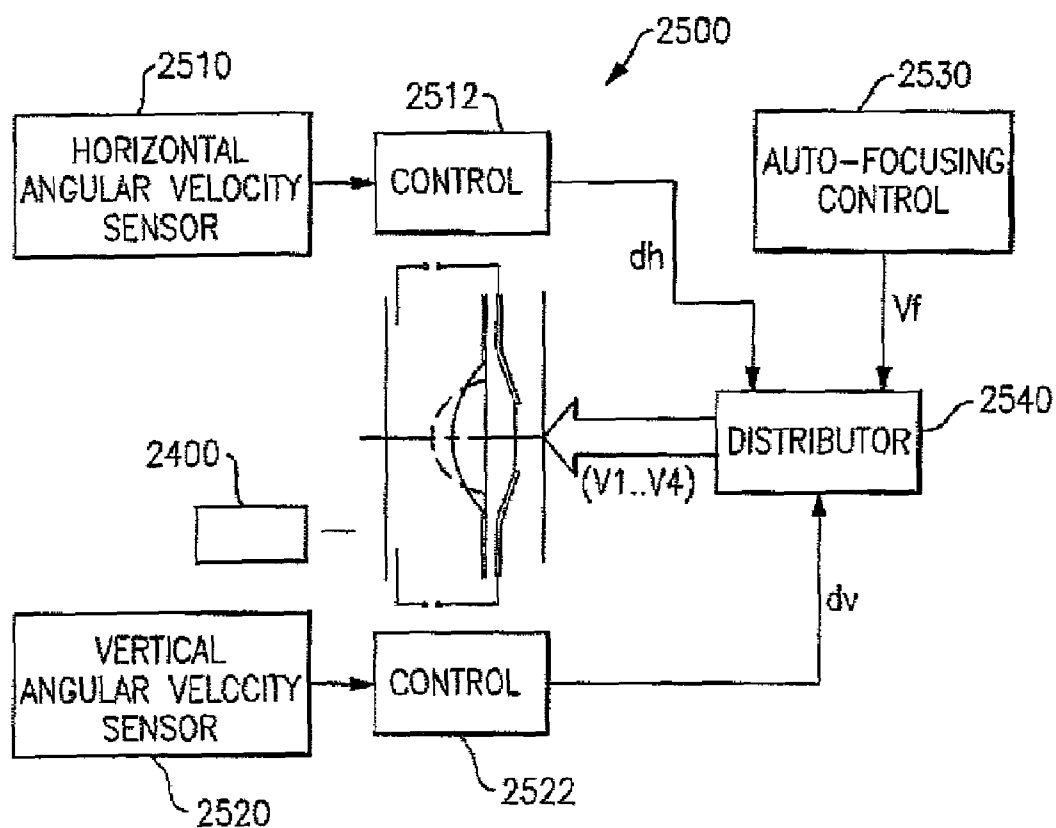 2500
2510
2512
2530
HORIZONTAL
ANGULAR VELOCITY
SENSOR
CONTROL
AUTO-FOCUSING
CONTROL
dh
Vf
2540
DISTRIBUTOR
(V1..V4)
2400
dv
VERTICAL
ANGULAR VELOCITY
SENSOR
CONTROL
2520
2522